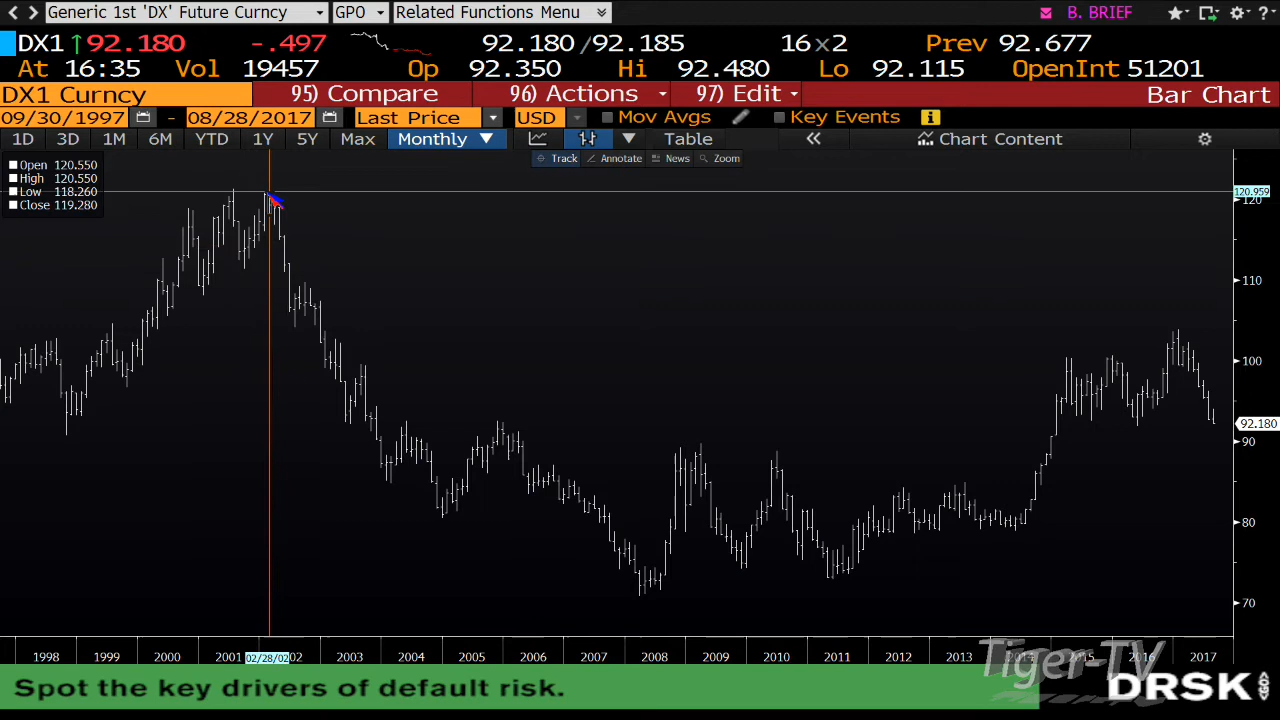 Generic 1st 'DX' Future Curncy GPO Related Functions Menu B. BRIEF
DX1 92.180 -.497 92.180/92.185 16x2 Prev 92.677
At 16:35 Vol 19457 Op 92.350 Hi 92.480 Lo 92.115 OpenInt 51201
DX1 Curncy 95) Compare 96) Actions 97) Edit Bar Chart
09/30/1997 - 08/28/2017 Last Price USD Mov Avgs Key Events
1D 3D 1M 6M YTD 1Y 5Y Max Monthly Table Chart Content
Track Annotate News Zoom
Open 120.550
High 120.550
Low 118.260
Close 119.280
120.959
120
110
100
92.180
90
80
70
1998 1999 2000 2001 02/28/02 02 2003 2004 2005 2006 2007 2008 2009 2010 2011 2012 2013 2014 2015 2016 2017
Tiger-TV
Spot the key drivers of default risk.
DRSK <GO>